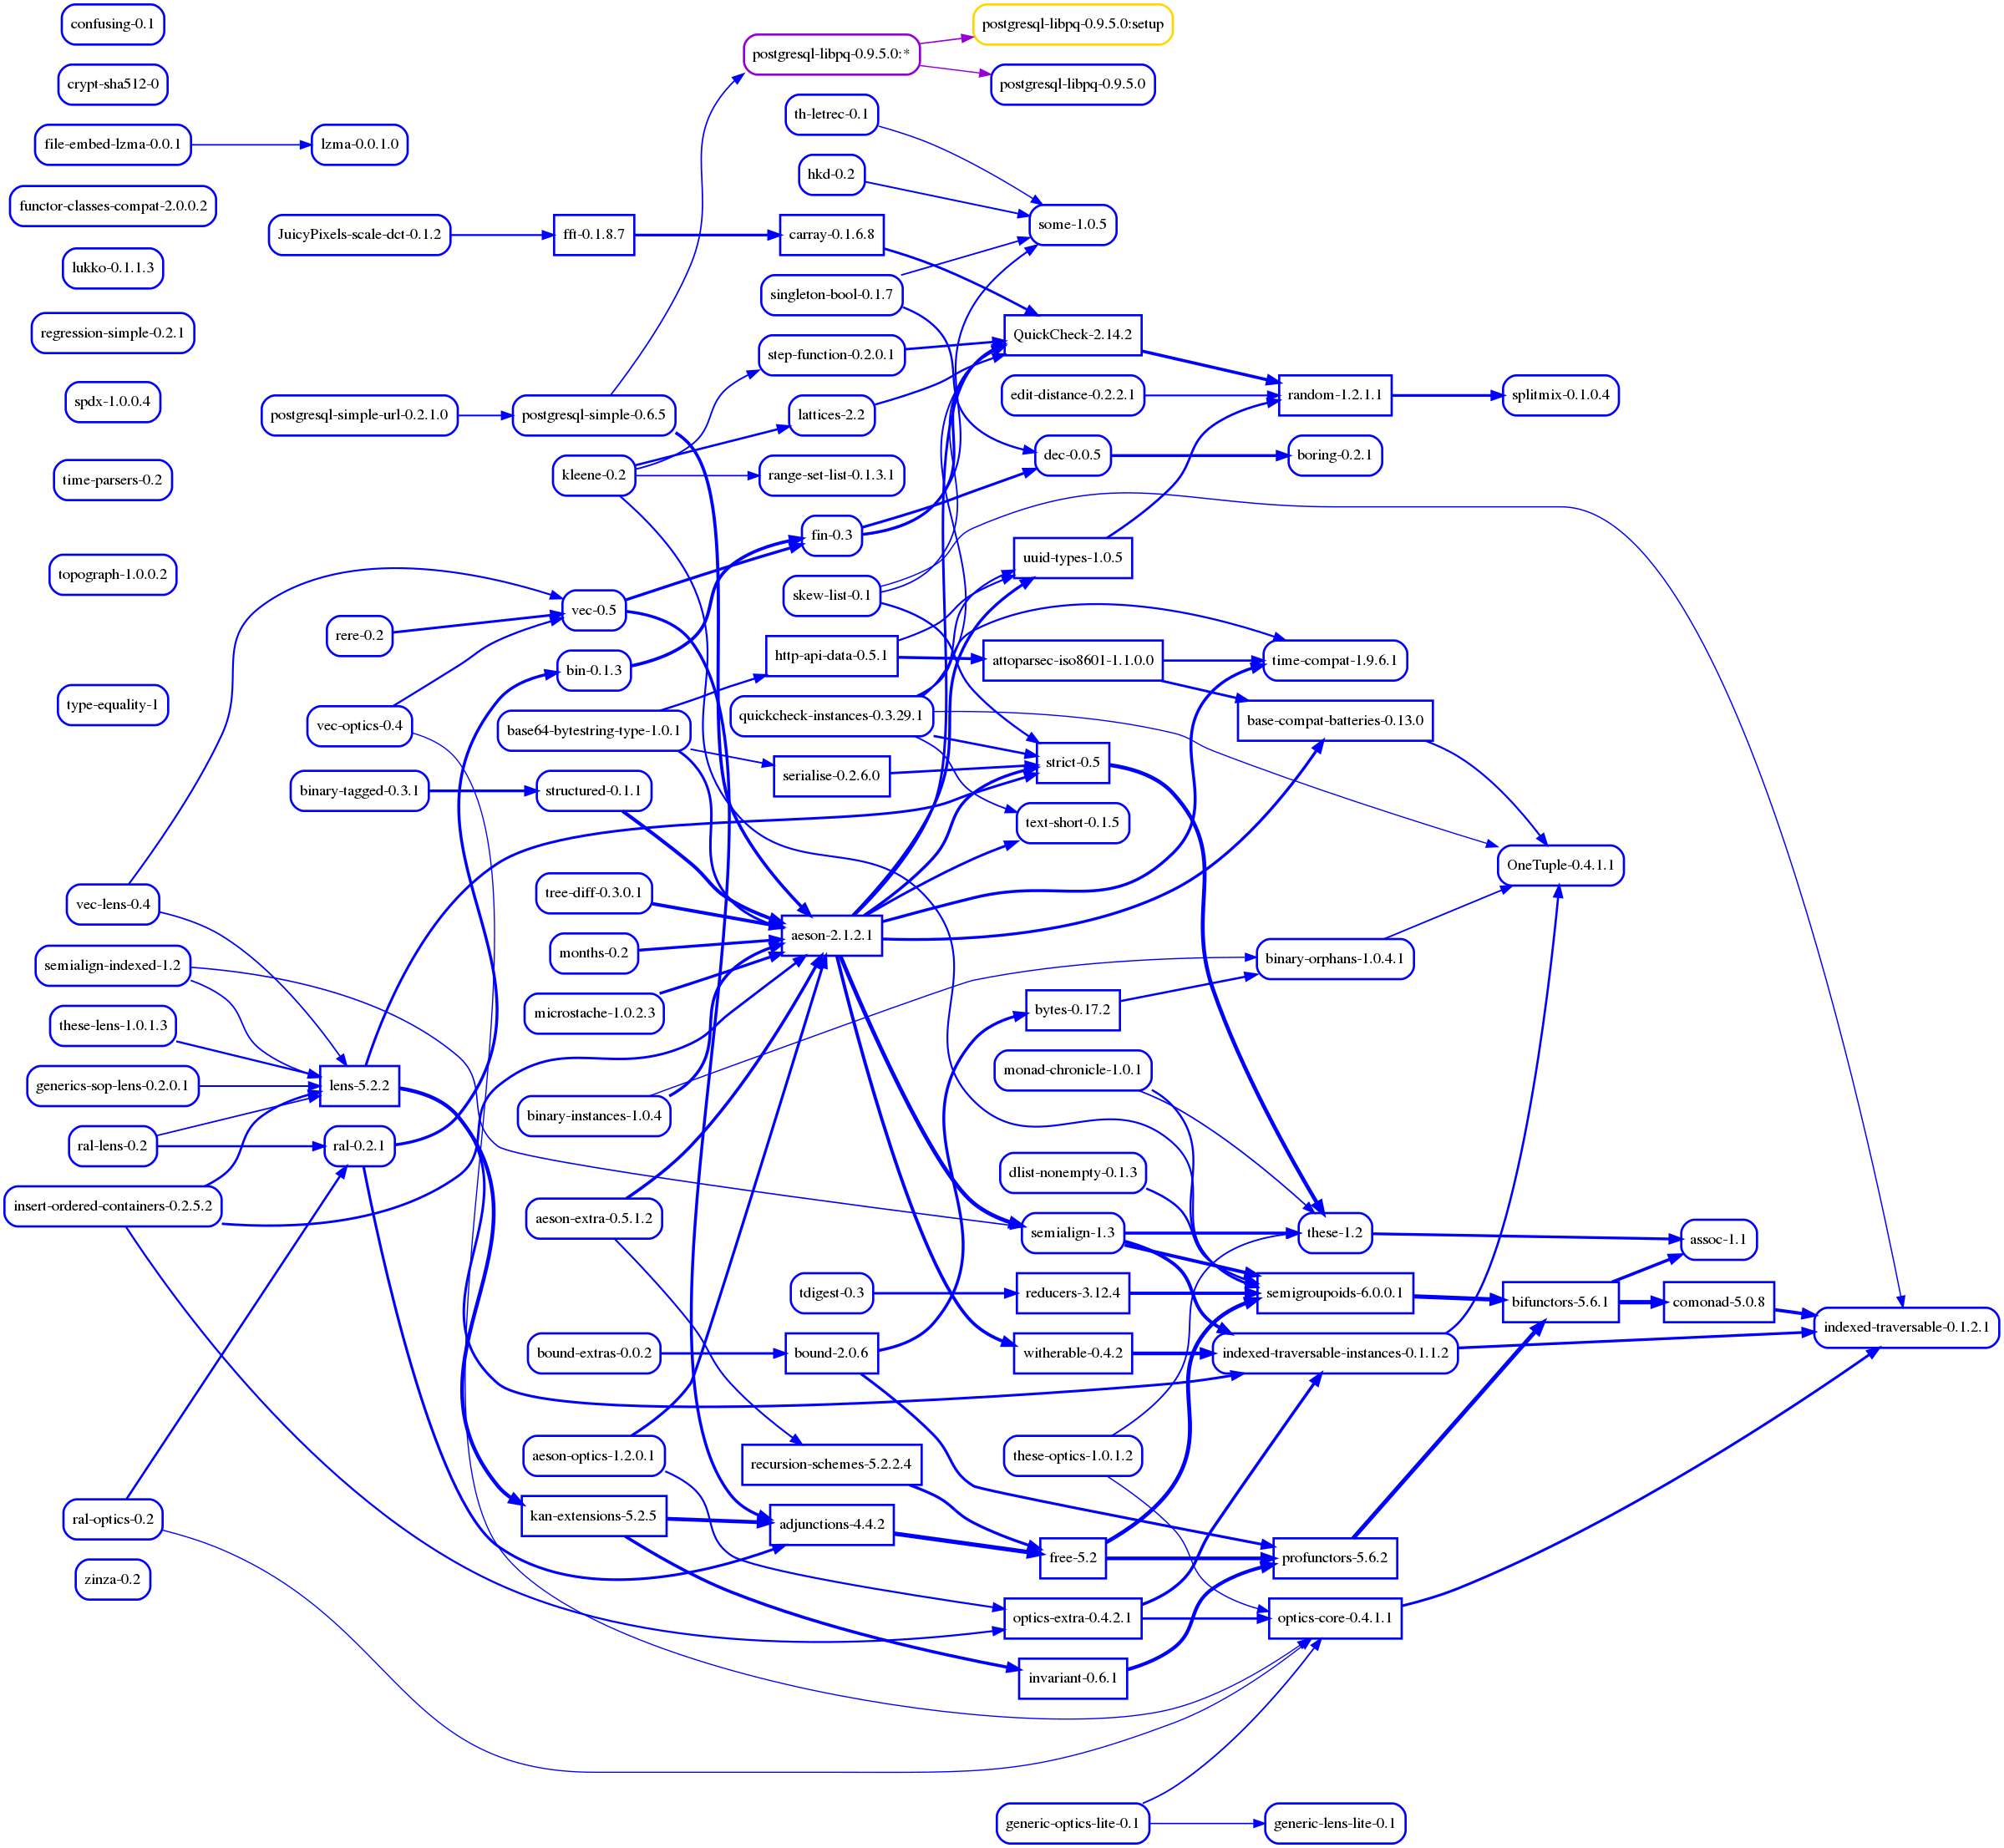 confusing-0.1
crypt-sha512-0
file-embed-lzma-0.0.1
functor-classes-compat-2.0.0.2
lukko-0.1.1.3
regression-simple-0.2.1
spdx-1.0.0.4
time-parsers-0.2
topograph-1.0.0.2
type-equality-1
vec-lens-0.4
semialign-indexed-1.2
these-lens-1.0.1.3
generics-sop-lens-0.2.0.1
ral-lens-0.2
insert-ordered-containers-0.2.5.2
ral-optics-0.2
zinza-0.2
lzma-0.0.1.0
JuicyPixels-scale-dct-0.1.2
postgresql-simple-url-0.2.1.0
rere-0.2
vec-optics-0.4
binary-tagged-0.3.1
lens-5.2.2
ral-0.2.1
fft-0.1.8.7
postgresql-simple-0.6.5
kleene-0.2
vec-0.5
bin-0.1.3
base64-bytestring-type-1.0.1
structured-0.1.1
tree-diff-0.3.0.1
months-0.2
microstache-1.0.2.3
binary-instances-1.0.4
aeson-extra-0.5.1.2
bound-extras-0.0.2
aeson-optics-1.2.0.1
kan-extensions-5.2.5
postgresql-libpq-0.9.5.0:*
th-letrec-0.1
hkd-0.2
carray-0.1.6.8
singleton-bool-0.1.7
step-function-0.2.0.1
lattices-2.2
range-set-list-0.1.3.1
fin-0.3
skew-list-0.1
http-api-data-0.5.1
quickcheck-instances-0.3.29.1
serialise-0.2.6.0
aeson-2.1.2.1
tdigest-0.3
bound-2.0.6
recursion-schemes-5.2.2.4
adjunctions-4.4.2
postgresql-libpq-0.9.5.0:setup
postgresql-libpq-0.9.5.0
some-1.0.5
QuickCheck-2.14.2
edit-distance-0.2.2.1
dec-0.0.5
uuid-types-1.0.5
attoparsec-iso8601-1.1.0.0
strict-0.5
text-short-0.1.5
bytes-0.17.2
monad-chronicle-1.0.1
dlist-nonempty-0.1.3
semialign-1.3
reducers-3.12.4
witherable-0.4.2
these-optics-1.0.1.2
free-5.2
optics-extra-0.4.2.1
invariant-0.6.1
generic-optics-lite-0.1
random-1.2.1.1
boring-0.2.1
time-compat-1.9.6.1
base-compat-batteries-0.13.0
binary-orphans-1.0.4.1
these-1.2
semigroupoids-6.0.0.1
indexed-traversable-instances-0.1.1.2
profunctors-5.6.2
optics-core-0.4.1.1
generic-lens-lite-0.1
splitmix-0.1.0.4
OneTuple-0.4.1.1
bifunctors-5.6.1
assoc-1.1
comonad-5.0.8
indexed-traversable-0.1.2.1